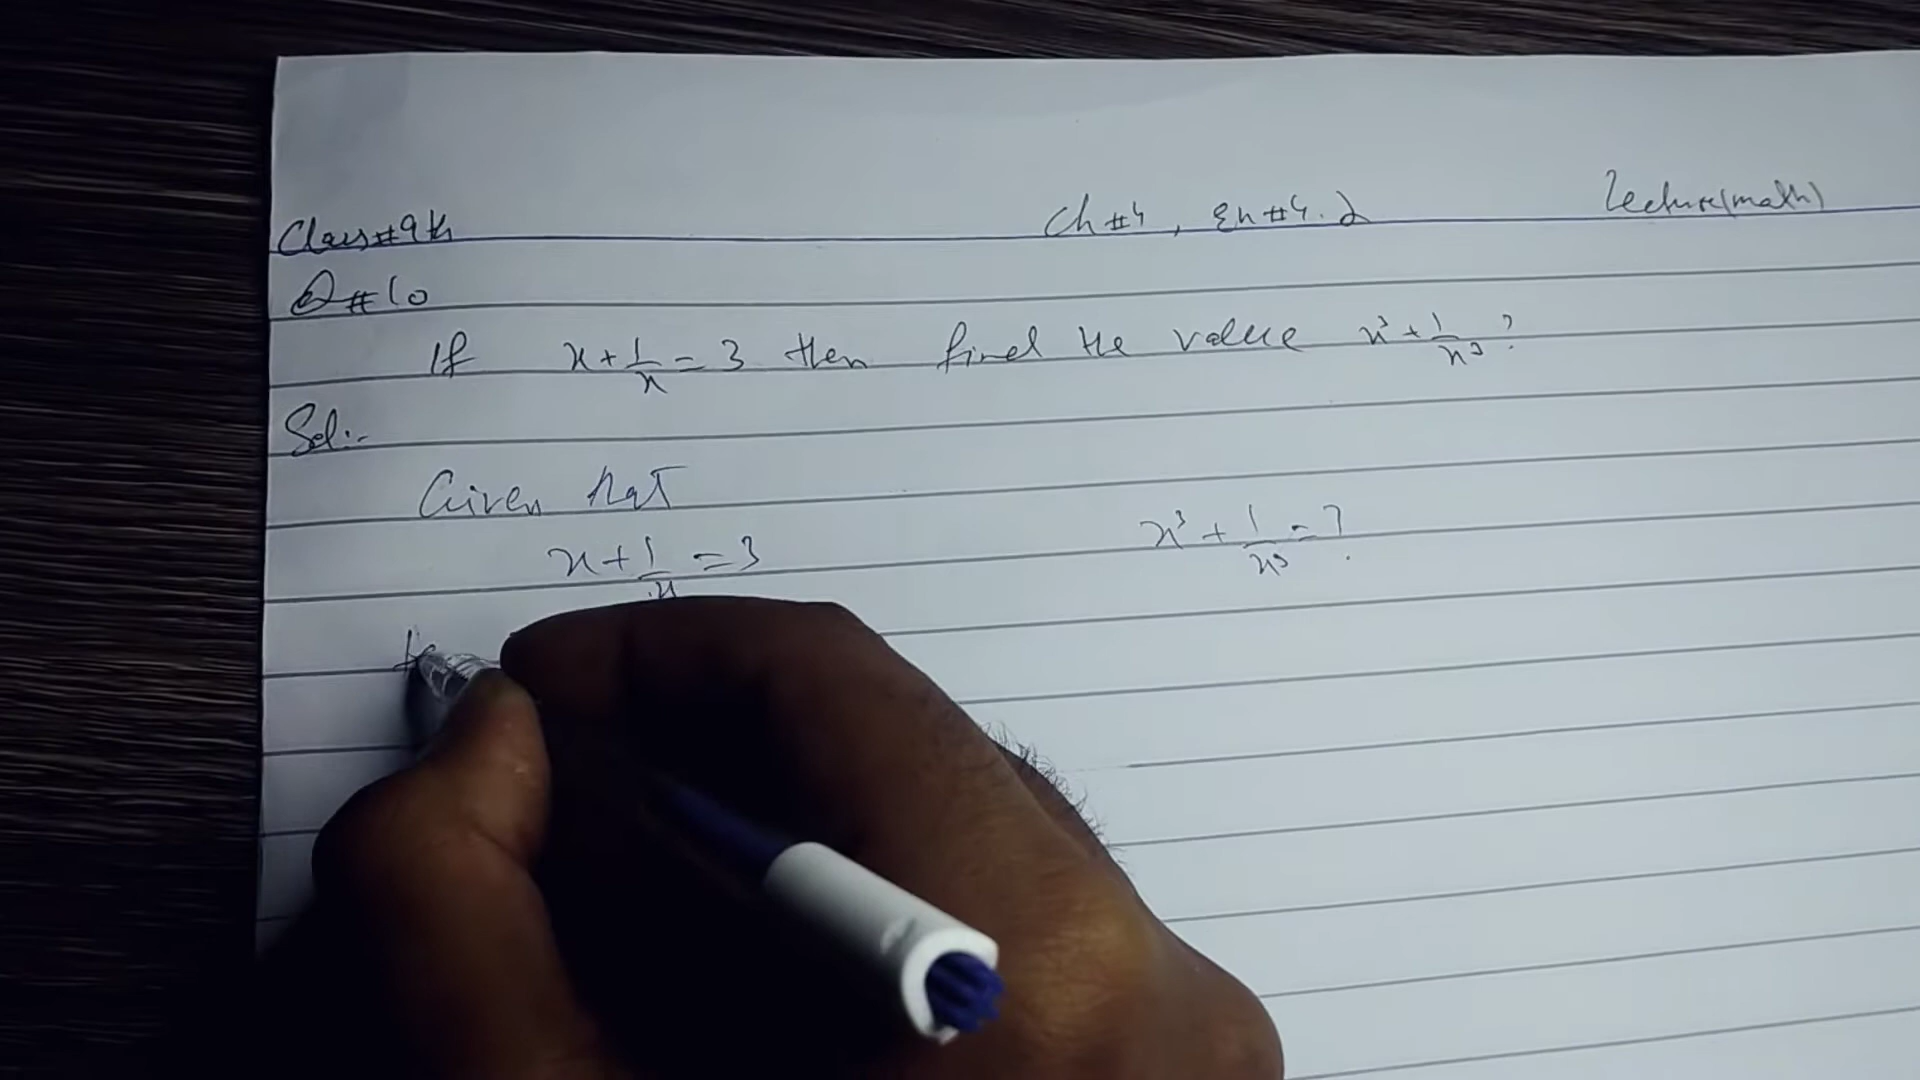 Class#9th Ch#4, Ex#4.2 Lecture(math)
Q#10
If x+1/x=3 then find the value x³+1/x³?
Sol:-
Given that
x+1/x=3 x³+1/x³=?